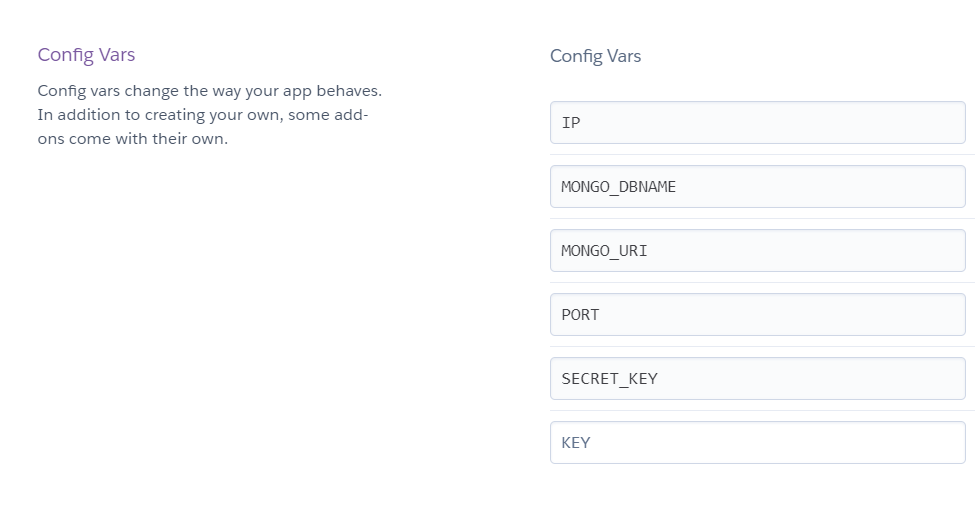 Config Vars
Config vars change the way your app behaves.
In addition to creating your own, some add-
ons come with their own.
Config Vars
IP
MONGO_DBNAME
MONGO_URI
PORT
SECRET_KEY
KEY